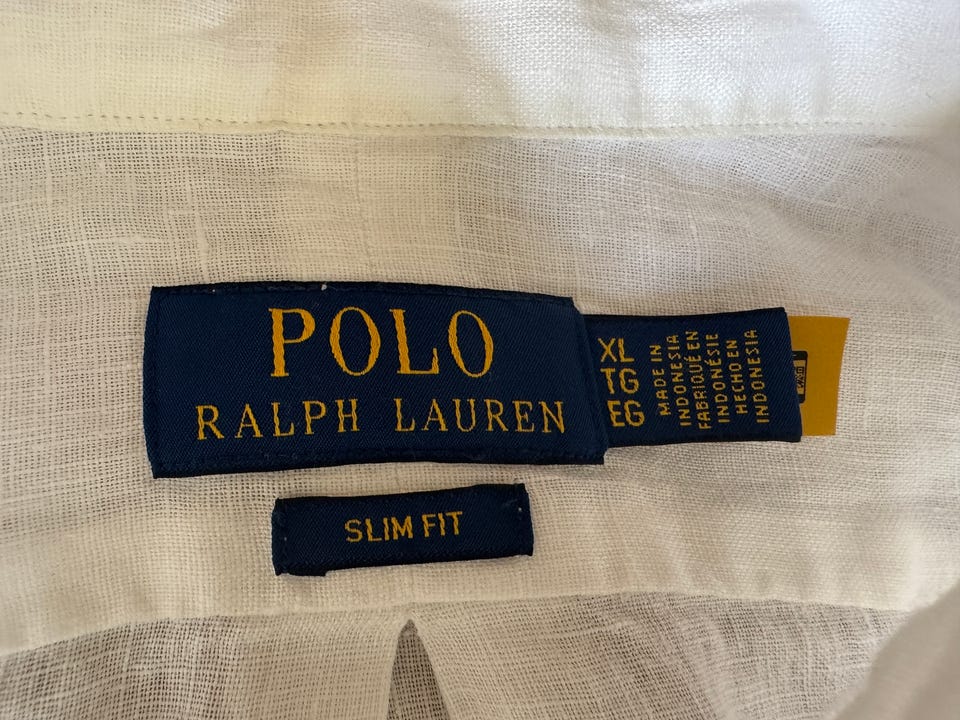 POLO
RALPH LAUREN
XL
TG
EG
MADE IN
INDONESIA
FABRIQUÉ EN
INDONÉSIE
HECHO EN
INDONESIA
SLIM FIT